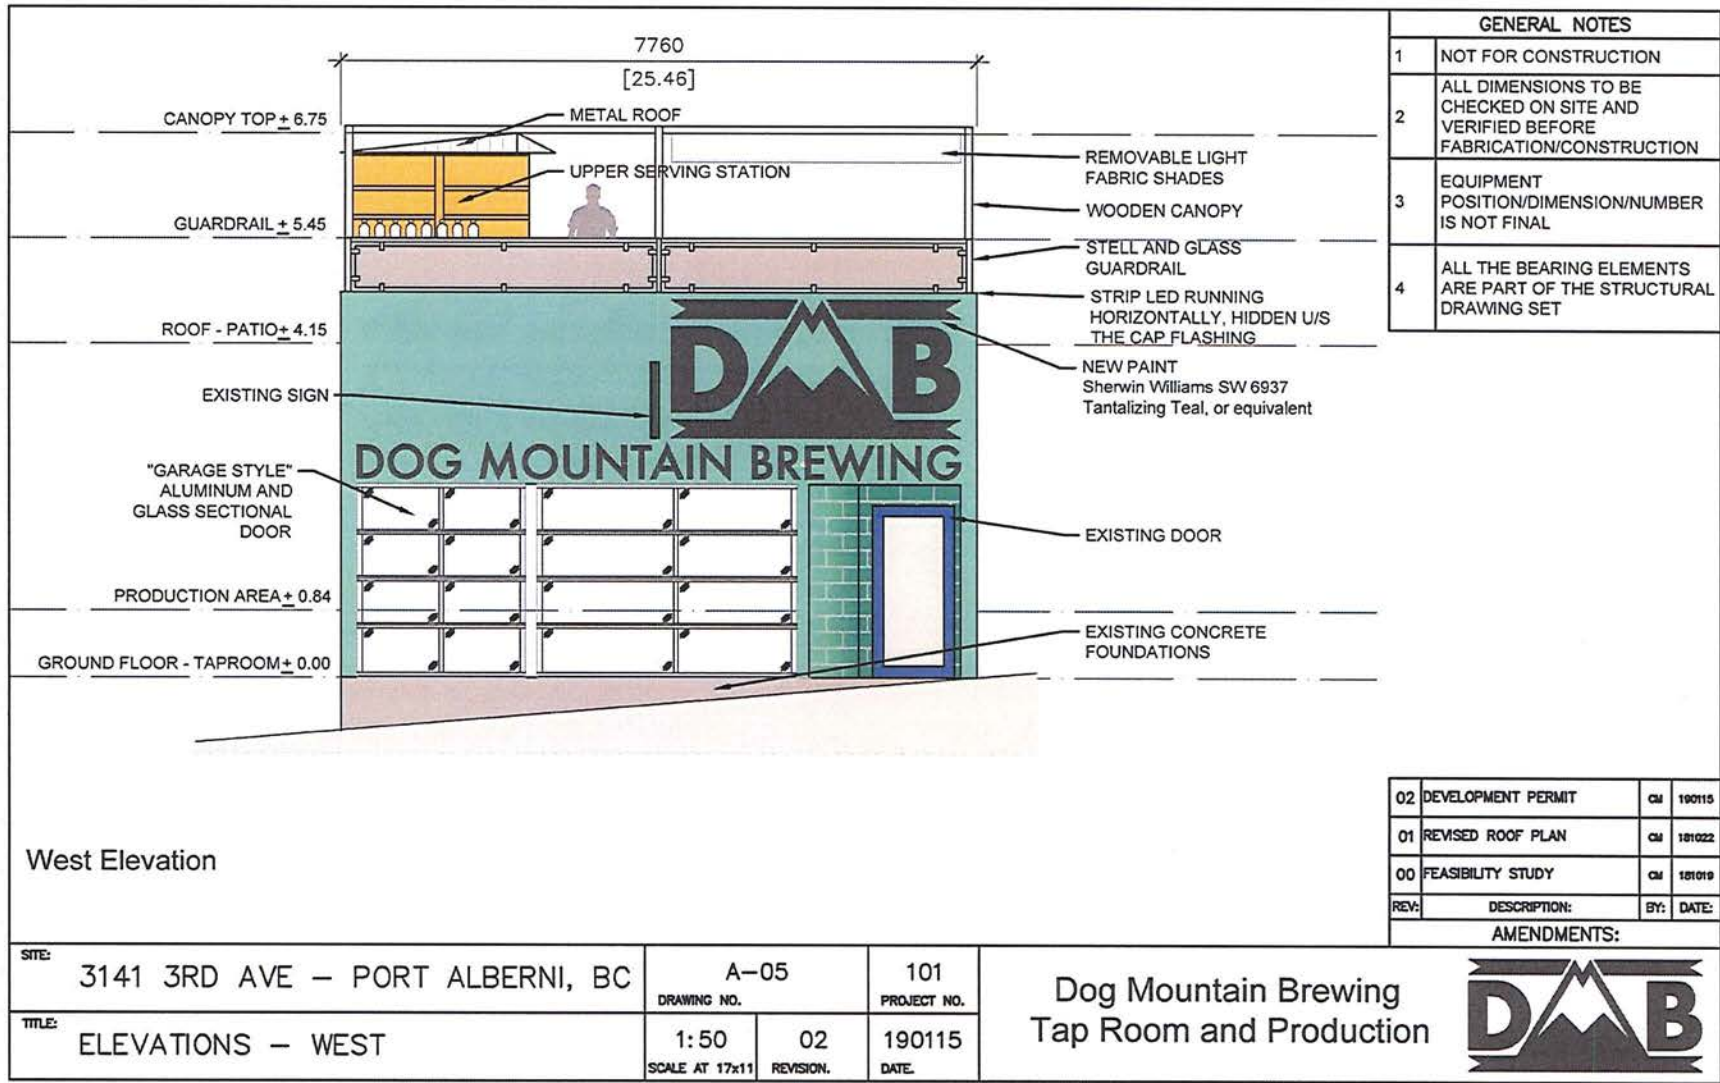 7760
[25.46]
CANOPY TOP ± 6.75
METAL ROOF
UPPER SERVING STATION
GUARDRAIL ± 5.45
ROOF - PATIO ± 4.15
EXISTING SIGN
"GARAGE STYLE"
ALUMINUM AND
GLASS SECTIONAL
DOOR
PRODUCTION AREA ± 0.84
GROUND FLOOR - TAPROOM ± 0.00
REMOVABLE LIGHT
FABRIC SHADES
WOODEN CANOPY
STELL AND GLASS
GUARDRAIL
STRIP LED RUNNING
HORIZONTALLY, HIDDEN U/S
THE CAP FLASHING
NEW PAINT
Sherwin Williams SW 6937
Tantalizing Teal, or equivalent
EXISTING DOOR
EXISTING CONCRETE
FOUNDATIONS
DMB
DOG MOUNTAIN BREWING
GENERAL NOTES
1 NOT FOR CONSTRUCTION
2 ALL DIMENSIONS TO BE
CHECKED ON SITE AND
VERIFIED BEFORE
FABRICATION/CONSTRUCTION
3 EQUIPMENT
POSITION/DIMENSION/NUMBER
IS NOT FINAL
4 ALL THE BEARING ELEMENTS
ARE PART OF THE STRUCTURAL
DRAWING SET
West Elevation
02 DEVELOPMENT PERMIT CM 190115
01 REVISED ROOF PLAN CM 181022
00 FEASIBILITY STUDY CM 181019
REV: DESCRIPTION: BY: DATE:
AMENDMENTS:
SITE: 3141 3RD AVE – PORT ALBERNI, BC
TITLE: ELEVATIONS – WEST
A–05
DRAWING NO.
101
PROJECT NO.
1:50
SCALE AT 17x11
02
REVISION.
190115
DATE.
Dog Mountain Brewing
Tap Room and Production
DMB